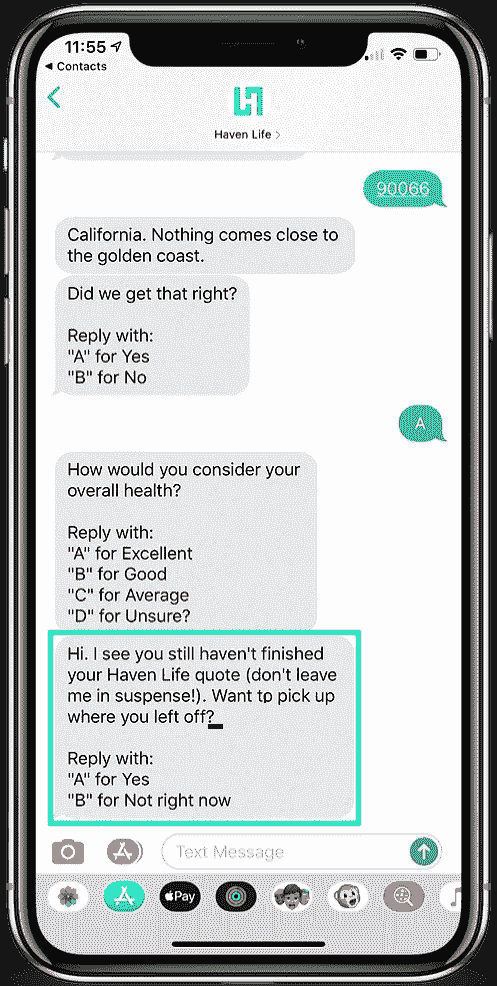 11:55
Contacts
Haven Life
90066
California. Nothing comes close to
the golden coast.
Did we get that right?
Reply with:
"A" for Yes
"B" for No
A
How would you consider your
overall health?
Reply with:
"A" for Excellent
"B" for Good
"C" for Average
"D" for Unsure?
Hi. I see you still haven't finished
your Haven Life quote (don't leave
me in suspense!). Want to pick up
where you left off?
Reply with:
"A" for Yes
"B" for Not right now
Text Message
Pay